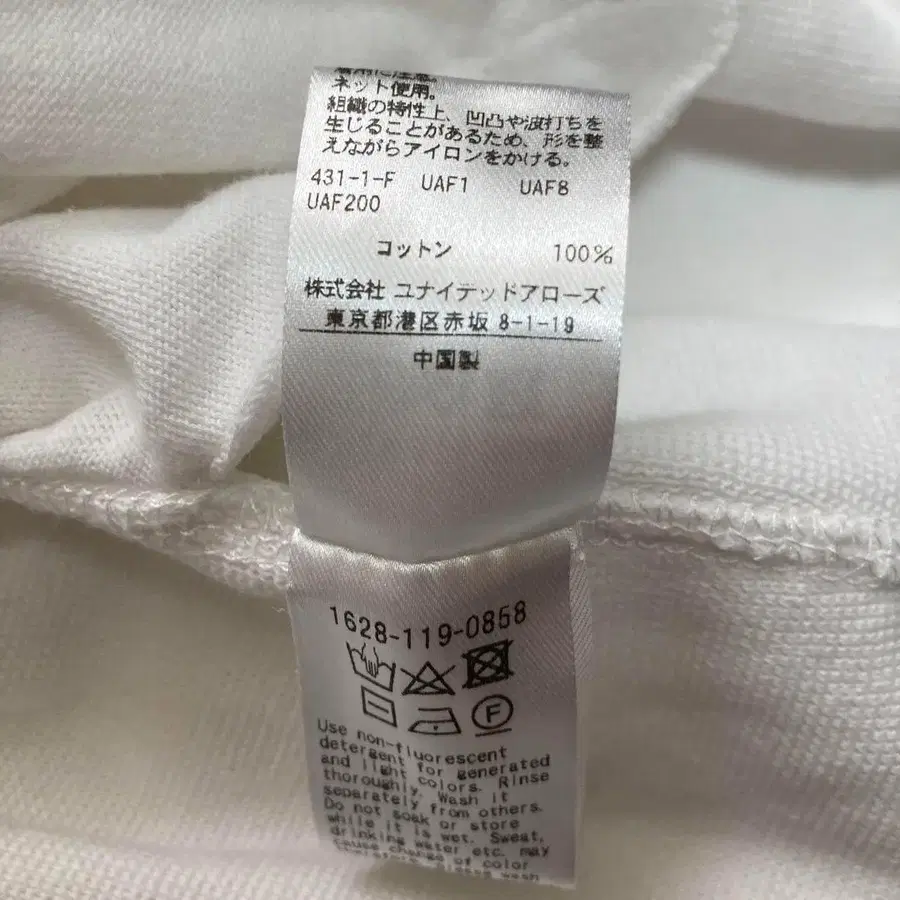 着用に注意。
ネット使用。
組織の特性上、凹凸や波打ちを
生じることがあるため、形を整
えながらアイロンをかける。
431-1-F UAF1 UAF8
UAF200
コットン 100%
株式会社 ユナイテッドアローズ
東京都港区赤坂 8-1-19
中国製
1628-119-0858
F
Use non-fluorescent
detergent for generated
and light colors. Rinse
thoroughly. Wash it
separately from others.
Do not soak or store
while it is wet. Sweat,
drinking water etc. may
cause change of color